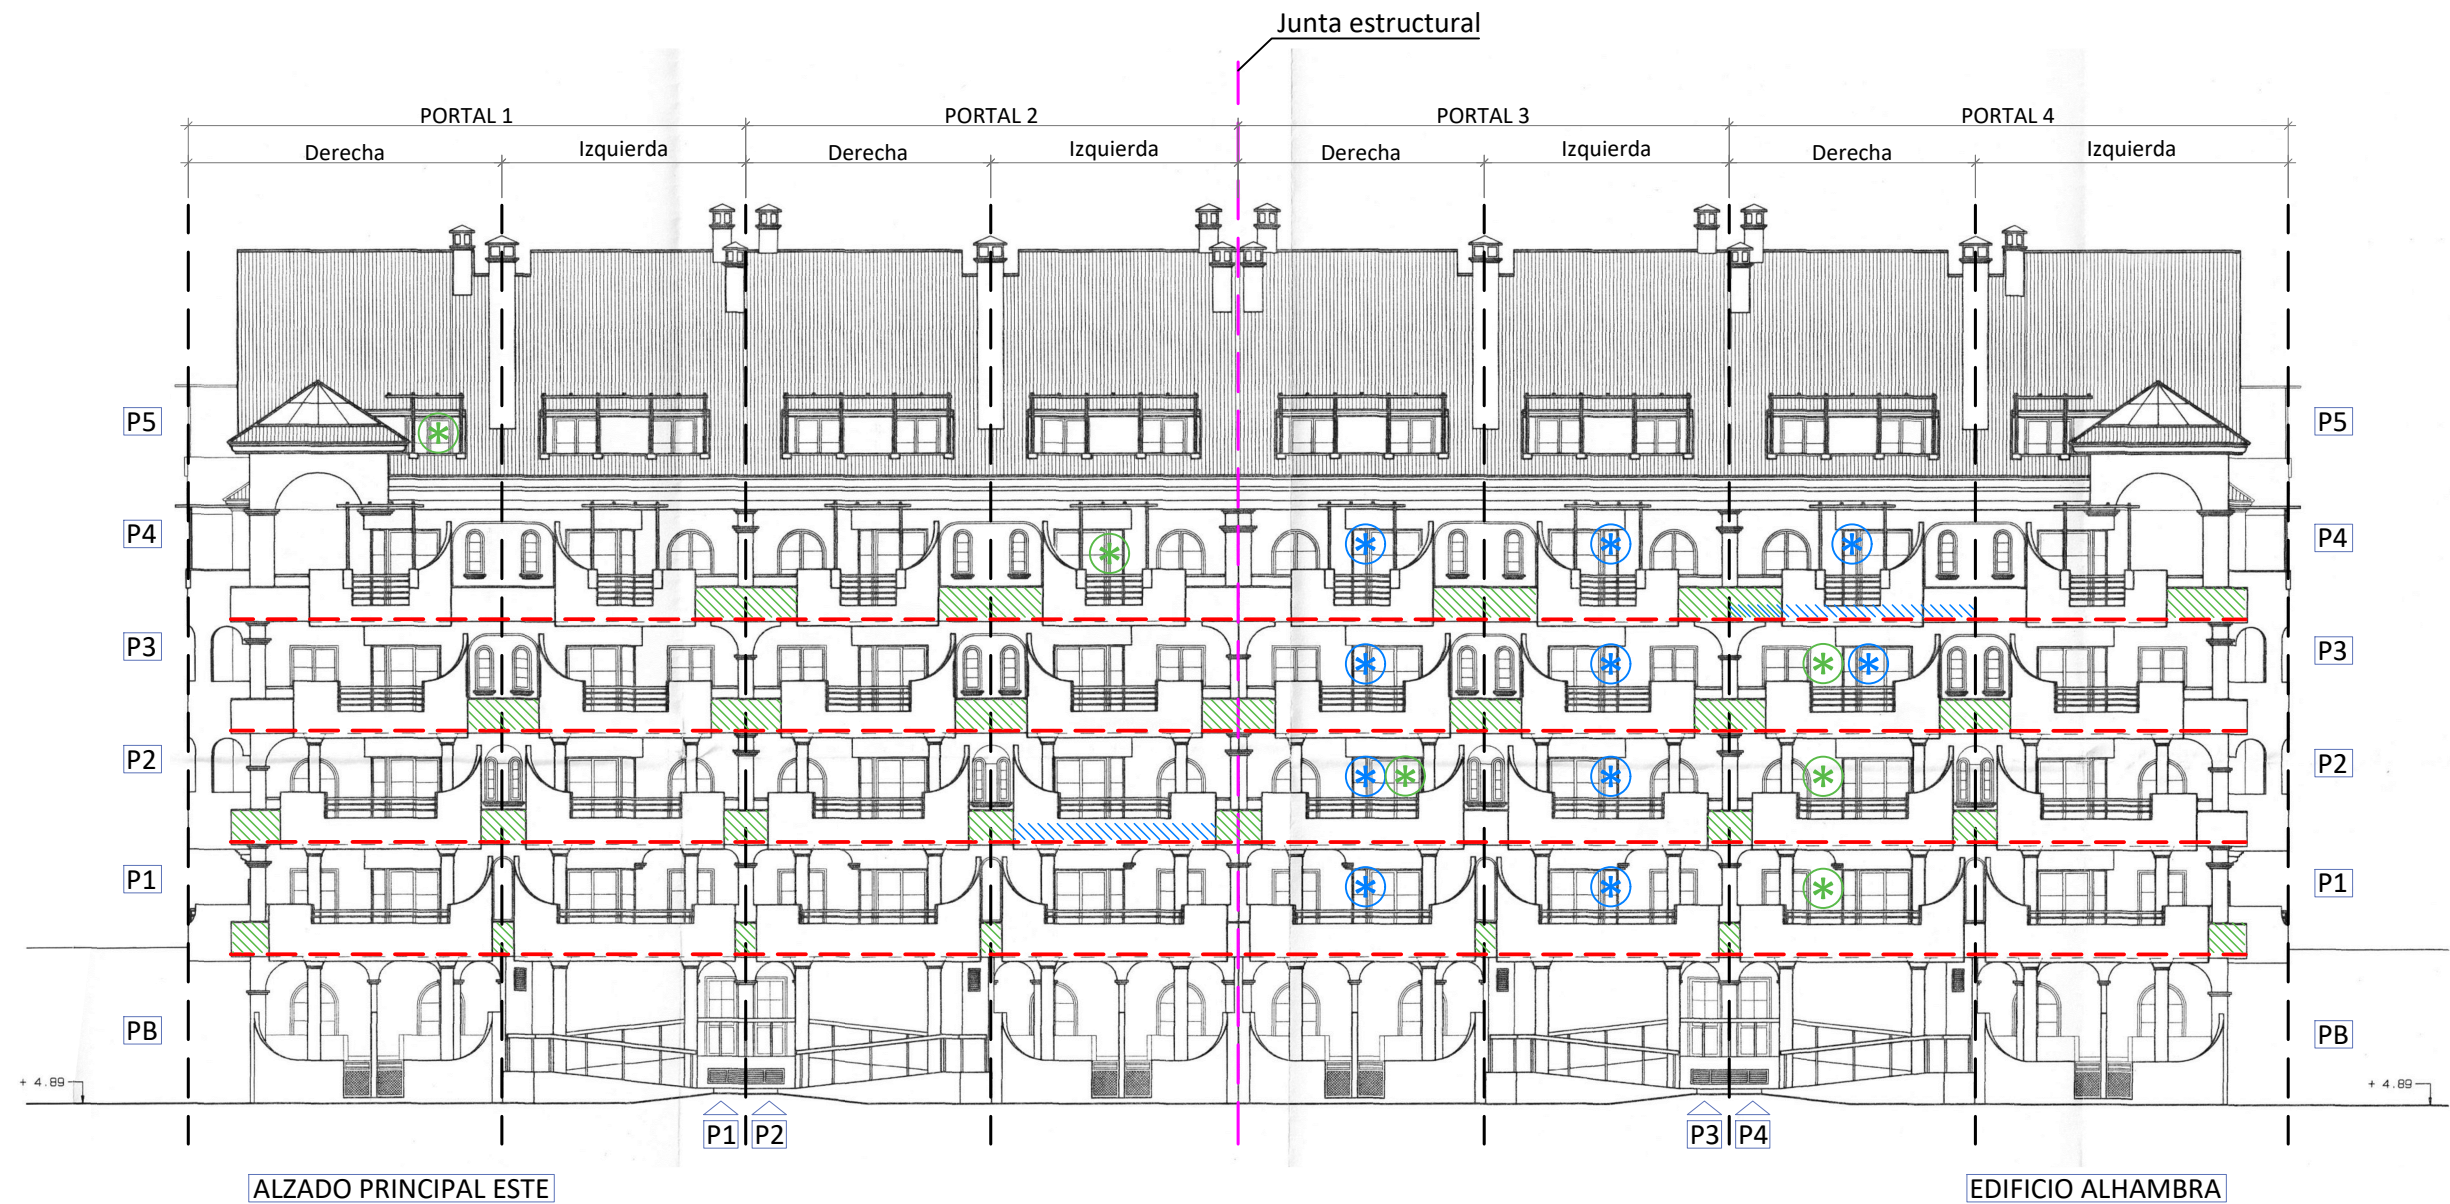 Junta estructural
PORTAL 1 PORTAL 2 PORTAL 3 PORTAL 4
Derecha Izquierda Derecha Izquierda Derecha Izquierda Derecha Izquierda
P5 P5
P4 P4
P3 P3
P2 P2
P1 P1
PB PB
+ 4.89 + 4.89
P1 P2 P3 P4
ALZADO PRINCIPAL ESTE EDIFICIO ALHAMBRA